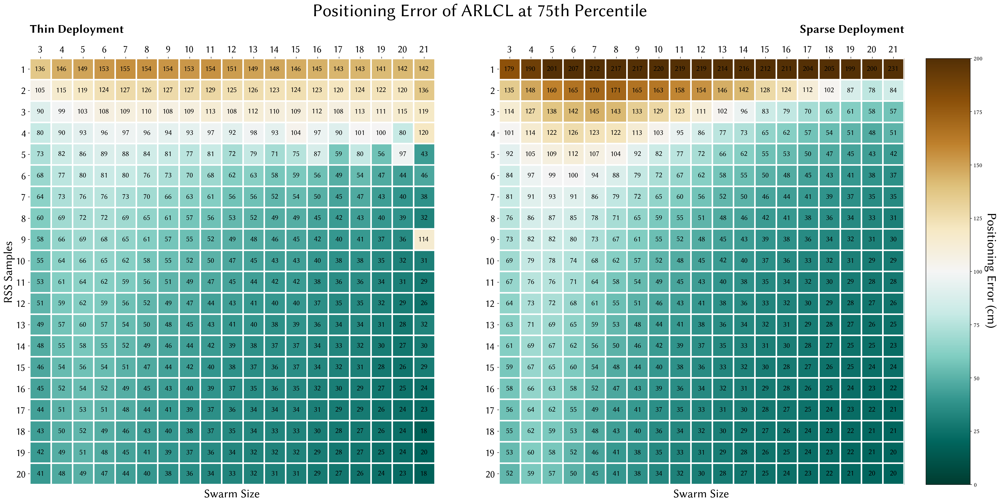 Positioning Error of ARLCL at 75th Percentile
Thin Deployment
3 4 5 6 7 8 9 10 11 12 13 14 15 16 17 18 19 20 21
1 136 146 149 153 155 154 154 153 154 151 149 148 146 145 143 143 141 142 142
2 105 115 119 124 127 126 127 127 129 125 126 123 124 123 120 124 122 120 136
3 90 99 103 108 109 110 108 109 113 108 112 110 109 112 108 113 111 115 119
4 80 90 93 96 97 96 94 93 97 92 98 93 104 97 90 101 100 80 120
5 73 82 86 89 88 84 81 77 81 72 79 71 75 87 59 80 56 97 43
6 68 77 80 81 80 76 73 70 68 62 63 58 59 56 49 54 47 44 46
7 64 73 76 76 73 70 66 63 61 56 56 52 54 50 45 47 43 40 38
8 60 69 72 72 69 65 61 57 56 53 52 49 49 45 42 43 40 39 32
9 58 66 69 68 65 61 57 55 52 49 48 46 45 42 40 41 37 36 114
10 55 64 66 65 62 58 55 52 50 47 45 43 43 40 38 38 35 32 31
11 53 61 64 62 59 56 51 49 47 45 44 42 42 38 36 36 34 31 29
12 51 59 62 59 56 52 49 47 44 43 41 40 40 37 35 35 32 29 26
13 49 57 60 57 54 50 48 45 43 41 40 38 39 36 34 34 31 28 32
14 48 55 58 55 52 49 46 44 42 39 38 37 37 34 33 32 30 27 30
15 46 54 56 54 51 47 44 42 40 38 37 36 37 34 32 31 28 26 29
16 45 52 54 52 49 45 43 40 39 37 35 36 35 32 30 29 27 25 24
17 44 51 53 51 48 44 41 39 37 36 34 34 34 31 29 29 26 24 23
18 43 50 52 49 46 43 40 38 37 35 34 33 33 30 28 27 26 24 18
19 42 49 51 48 45 41 39 37 36 34 32 32 32 29 28 27 25 24 20
20 41 48 49 47 44 40 38 36 34 33 32 31 31 29 27 26 24 23 18
RSS Samples
Swarm Size
Sparse Deployment
3 4 5 6 7 8 9 10 11 12 13 14 15 16 17 18 19 20 21
1 179 190 201 207 212 217 217 220 219 219 214 216 212 211 204 205 199 200 231
2 135 148 160 165 170 171 165 163 158 154 146 142 128 124 112 102 87 78 84
3 114 127 138 142 145 143 133 129 123 111 102 96 83 79 70 65 61 58 57
4 101 114 122 126 123 122 113 103 95 86 77 73 65 62 57 54 51 48 51
5 92 105 109 112 107 104 92 82 77 72 66 62 55 53 50 47 45 43 42
6 84 97 99 100 94 88 79 72 67 62 58 55 50 48 45 43 41 38 37
7 81 91 93 91 86 79 72 65 60 56 52 50 46 44 41 39 37 35 35
8 76 86 87 85 78 71 65 59 55 51 48 46 42 41 38 36 34 33 31
9 73 82 82 80 73 67 61 55 52 48 45 43 39 38 36 34 32 31 30
10 69 79 78 74 68 62 57 52 48 45 42 40 37 36 33 32 31 29 29
11 67 76 76 71 64 58 54 49 45 43 40 38 35 34 32 30 29 28 28
12 64 73 72 68 61 55 51 46 43 41 38 36 33 32 30 29 28 27 26
13 63 71 69 65 59 53 48 44 41 38 36 34 32 31 29 28 27 26 25
14 61 69 67 62 56 50 46 42 39 37 35 33 31 30 28 27 25 25 23
15 59 67 65 60 54 48 44 40 38 36 33 32 30 28 27 26 25 24 24
16 58 66 63 58 52 47 43 39 36 34 32 31 29 28 26 25 24 23 22
17 56 64 62 55 49 44 41 37 35 33 31 30 28 27 25 24 23 22 21
18 55 62 59 53 48 43 40 36 34 32 30 29 27 26 24 23 22 21 21
19 53 60 58 52 46 41 38 35 33 31 29 28 26 25 24 23 22 21 20
20 52 59 57 50 45 41 38 34 32 30 28 27 25 24 23 22 21 20 20
Swarm Size
200
175
150
125
100
75
50
25
0
Positioning Error (cm)